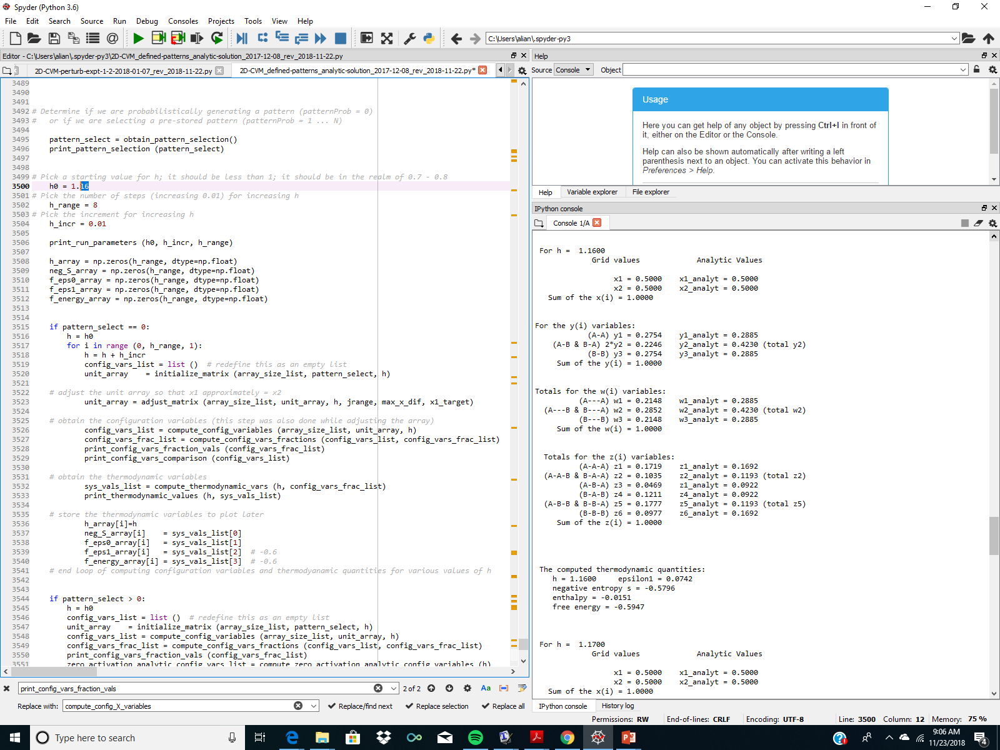 Spyder (Python 3.6)
File Edit Search Source Run Debug Consoles Projects Tools View Help
C:\Users\alian\.spyder-py3
Editor - C:\Users\alian\.spyder-py3\2D-CVM_defined-patterns_analytic-solution_2017-12-08_rev_2018-11-22.py
2D-CVM-perturb-expt-1-2-2018-01-07_rev_2018-11-22.py 2D-CVM_defined-patterns_analytic-solution_2017-12-08_rev_2018-11-22.py*
3489
3490
3491
3492 # Determine if we are probabilistically generating a pattern (patternProb = 0)
3493 #   or if we are selecting a pre-stored pattern (patternProb = 1 ... N)
3494
3495     pattern_select = obtain_pattern_selection()
3496     print_pattern_selection (pattern_select)
3497
3498
3499 # Pick a starting value for h; it should be less than 1; it should be in the realm of 0.7 - 0.8
3500     h0 = 1.16
3501 # Pick the number of steps (increasing 0.01) for increasing h
3502     h_range = 8
3503 # Pick the increment for increasing h
3504     h_incr = 0.01
3505
3506     print_run_parameters (h0, h_incr, h_range)
3507
3508     h_array = np.zeros(h_range, dtype=np.float)
3509     neg_S_array = np.zeros(h_range, dtype=np.float)
3510     f_eps0_array = np.zeros(h_range, dtype=np.float)
3511     f_eps1_array = np.zeros(h_range, dtype=np.float)
3512     f_energy_array = np.zeros(h_range, dtype=np.float)
3513
3514
3515     if pattern_select == 0:
3516         h = h0
3517         for i in range (0, h_range, 1):
3518             h = h + h_incr
3519             config_vars_list = list ()  # redefine this as an empty list
3520             unit_array    = initialize_matrix (array_size_list, pattern_select, h)
3521
3522     # adjust the unit array so that x1 approximately = x2
3523             unit_array = adjust_matrix (array_size_list, unit_array, h, jrange, max_x_dif, x1_target)
3524
3525     # obtain the configuration variables (this step was also done while adjusting the array)
3526             config_vars_list = compute_config_variables (array_size_list, unit_array, h)
3527             config_vars_frac_list = compute_config_vars_fractions (config_vars_list, config_vars_frac_list)
3528             print_config_vars_fraction_vals (config_vars_frac_list)
3529             print_config_vars_comparison (config_vars_list)
3530
3531     # obtain the thermodynamic variables
3532             sys_vals_list = compute_thermodynamic_vars (h, config_vars_frac_list)
3533             print_thermodynamic_values (h, sys_vals_list)
3534
3535     # store the thermodynamic variables to plot later
3536             h_array[i]=h
3537             neg_S_array[i]    = sys_vals_list[0]
3538             f_eps0_array[i]   = sys_vals_list[1]
3539             f_eps1_array[i]   = sys_vals_list[2]  # -0.6
3540             f_energy_array[i] = sys_vals_list[3]  # -0.6
3541     # end loop of computing configuration variables and thermodyanamic quantities for various values of h
3542
3543
3544     if pattern_select > 0:
3545         h = h0
3546         config_vars_list = list ()  # redefine this as an empty list
3547         unit_array    = initialize_matrix (array_size_list, pattern_select, h)
3548         config_vars_list = compute_config_variables (array_size_list, unit_array, h)
3549         config_vars_frac_list = compute_config_vars_fractions (config_vars_list, config_vars_frac_list)
3550         print_config_vars_fraction_vals (config_vars_frac_list)
3551         zero_activation_analytic_config_vars_list = compute_zero_activation_analytic_config_variables (h)
print_config_vars_fraction_vals 2 of 2 Aa
Replace with: compute_config_X_variables Replace/find next Replace selection Replace all
Help
Source Console Object
Usage
Here you can get help of any object by pressing Ctrl+I in front of
it, either on the Editor or the Console.
Help can also be shown automatically after writing a left
parenthesis next to an object. You can activate this behavior in
Preferences > Help.
Help Variable explorer File explorer
IPython console
Console 1/A
For h =  1.1600
Grid values Analytic Values
x1 = 0.5000    x1_analyt = 0.5000
x2 = 0.5000    x2_analyt = 0.5000
Sum of the x(i) = 1.0000
For the y(i) variables:
(A-A) y1 = 0.2754    y1_analyt = 0.2885
(A-B & B-A) 2*y2 = 0.2246    y2_analyt = 0.4230 (total y2)
(B-B) y3 = 0.2754    y3_analyt = 0.2885
Sum of the y(i) = 1.0000
Totals for the w(i) variables:
(A---A) w1 = 0.2148    w1_analyt = 0.2885
(A---B & B---A) w2 = 0.2852    w2_analyt = 0.4230 (total w2)
(B---B) w3 = 0.2148    w3_analyt = 0.2885
Sum of the w(i) = 1.0000
Totals for the z(i) variables:
(A-A-A) z1 = 0.1719    z1_analyt = 0.1692
(A-A-B & B-A-A) z2 = 0.1035    z2_analyt = 0.1193 (total z2)
(A-B-A) z3 = 0.0469    z1_analyt = 0.0922
(B-A-B) z4 = 0.1211    z4_analyt = 0.0922
(A-B-B & B-B-A) z5 = 0.1777    z5_analyt = 0.1193 (total z5)
(B-B-B) z6 = 0.0977    z6_analyt = 0.1692
Sum of the z(i) = 1.0000
The computed thermodynamic quantities:
h = 1.1600     epsilon1 = 0.0742
negative entropy s = -0.5796
enthalpy = -0.0151
free energy = -0.5947
For h =  1.1700
Grid values Analytic Values
x1 = 0.5000    x1_analyt = 0.5000
x2 = 0.5000    x2_analyt = 0.5000
Sum of the x(i) = 1.0000
IPython console History log
Permissions: RW End-of-lines: CRLF Encoding: UTF-8 Line: 3500 Column: 12 Memory: 75 %
Type here to search
9:06 AM
11/23/2018
4